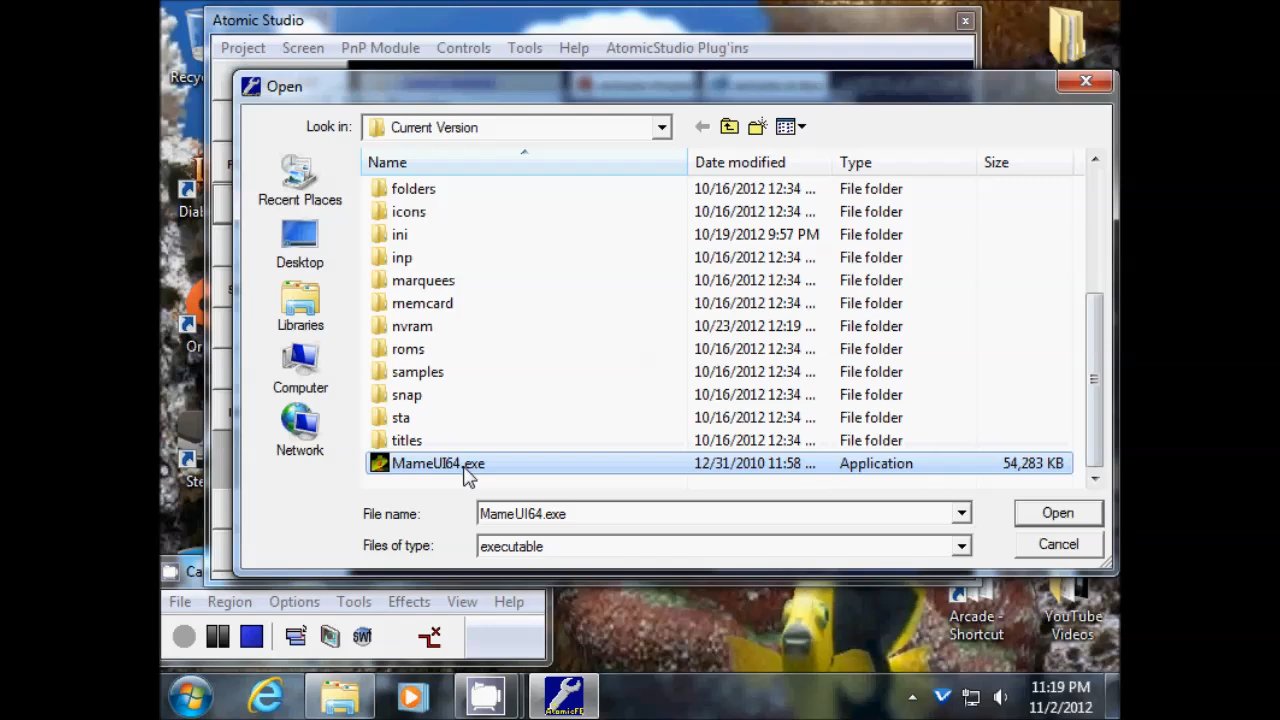 Atomic Studio
Recyc
Project Screen PnP Module Controls Tools Help AtomicStudio Plug'ins
Open
Look in: Current Version
Name Date modified Type Size
Recent Places
Desktop
Libraries
Computer
Network
folders 10/16/2012 12:34 ... File folder
icons 10/16/2012 12:34 ... File folder
ini 10/19/2012 9:57 PM File folder
inp 10/16/2012 12:34 ... File folder
marquees 10/16/2012 12:34 ... File folder
memcard 10/16/2012 12:34 ... File folder
nvram 10/23/2012 12:19 ... File folder
roms 10/16/2012 12:34 ... File folder
samples 10/16/2012 12:34 ... File folder
snap 10/16/2012 12:34 ... File folder
sta 10/16/2012 12:34 ... File folder
titles 10/16/2012 12:34 ... File folder
MameUI64.exe 12/31/2010 11:58 ... Application 54,283 KB
File name: MameUI64.exe Open
Files of type: executable Cancel
Diab
Or
Ste
Ca
File Region Options Tools Effects View Help
SWF
Arcade -
Shortcut
YouTube
Videos
AtomicFE
11:19 PM
11/2/2012